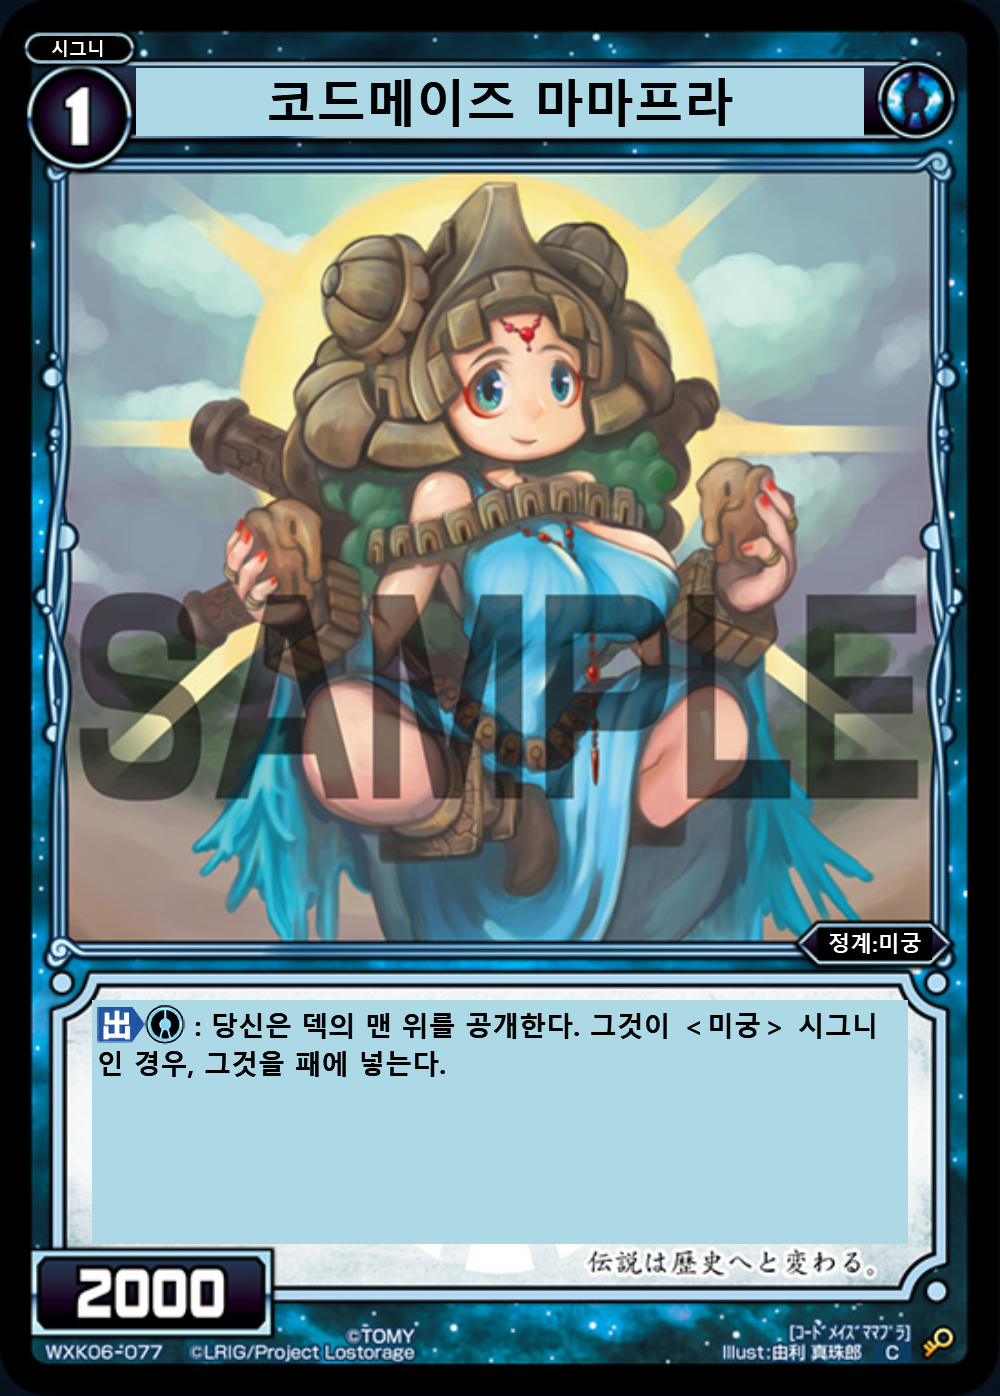 시그니
1
코드메이즈 마마프라
SAMPLE
정계:미궁
出 : 당신은 덱의 맨 위를 공개한다. 그것이 <미궁> 시그니
인 경우, 그것을 패에 넣는다.
伝説は歴史へと変わる。
2000
©TOMY
[ｺｰﾄﾞﾒｲｽﾞﾏﾏﾌﾟﾗ]
WXK06-077 ©LRIG/Project Lostorage
Illust:由利 真珠郎 C